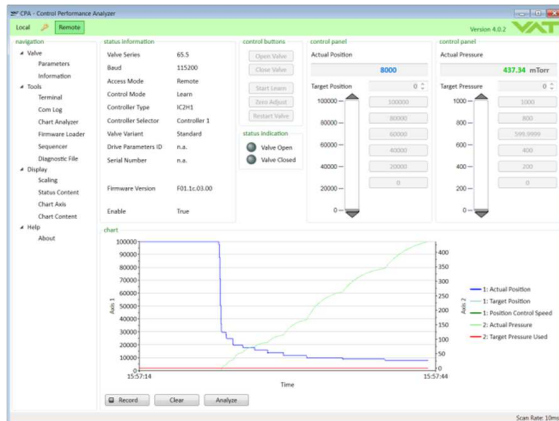 CPA - Control Performance Analyzer
Local Remote Version 4.0.2 VAT
navigation
Valve
Parameters
Information
Tools
Terminal
Com Log
Chart Analyzer
Firmware Loader
Sequencer
Diagnostic File
Display
Scaling
Status Content
Chart Axis
Chart Content
Help
About
status information
Valve Series 65.5
Baud 115200
Access Mode Remote
Control Mode Learn
Controller Type IC2H1
Controller Selector Controller 1
Valve Variant Standard
Drive Parameters ID n.a.
Serial Number n.a.
Firmware Version F01.1c.03.00
Enable True
control buttons
Open Valve
Close Valve
Start Learn
Zero Adjust
Restart Valve
status indication
Valve Open
Valve Closed
control panel
Actual Position
8000
Target Position 0
100000 100000
80000 80000
60000 60000
40000 40000
20000 20000
0 0
control panel
Actual Pressure
437.34 mTorr
Target Pressure 0
1000 1000
800 800
600 599.9999
400 400
200 200
0 0
chart
100000
90000
80000
70000
60000
50000
40000
30000
20000
10000
0
Axis 1
15:57:14 15:57:44
Time
400
350
300
250
200
150
100
50
0
Axis 2
1: Actual Position
1: Target Position
1: Position Control Speed
2: Actual Pressure
2: Target Pressure Used
Record Clear Analyze
Scan Rate: 10ms